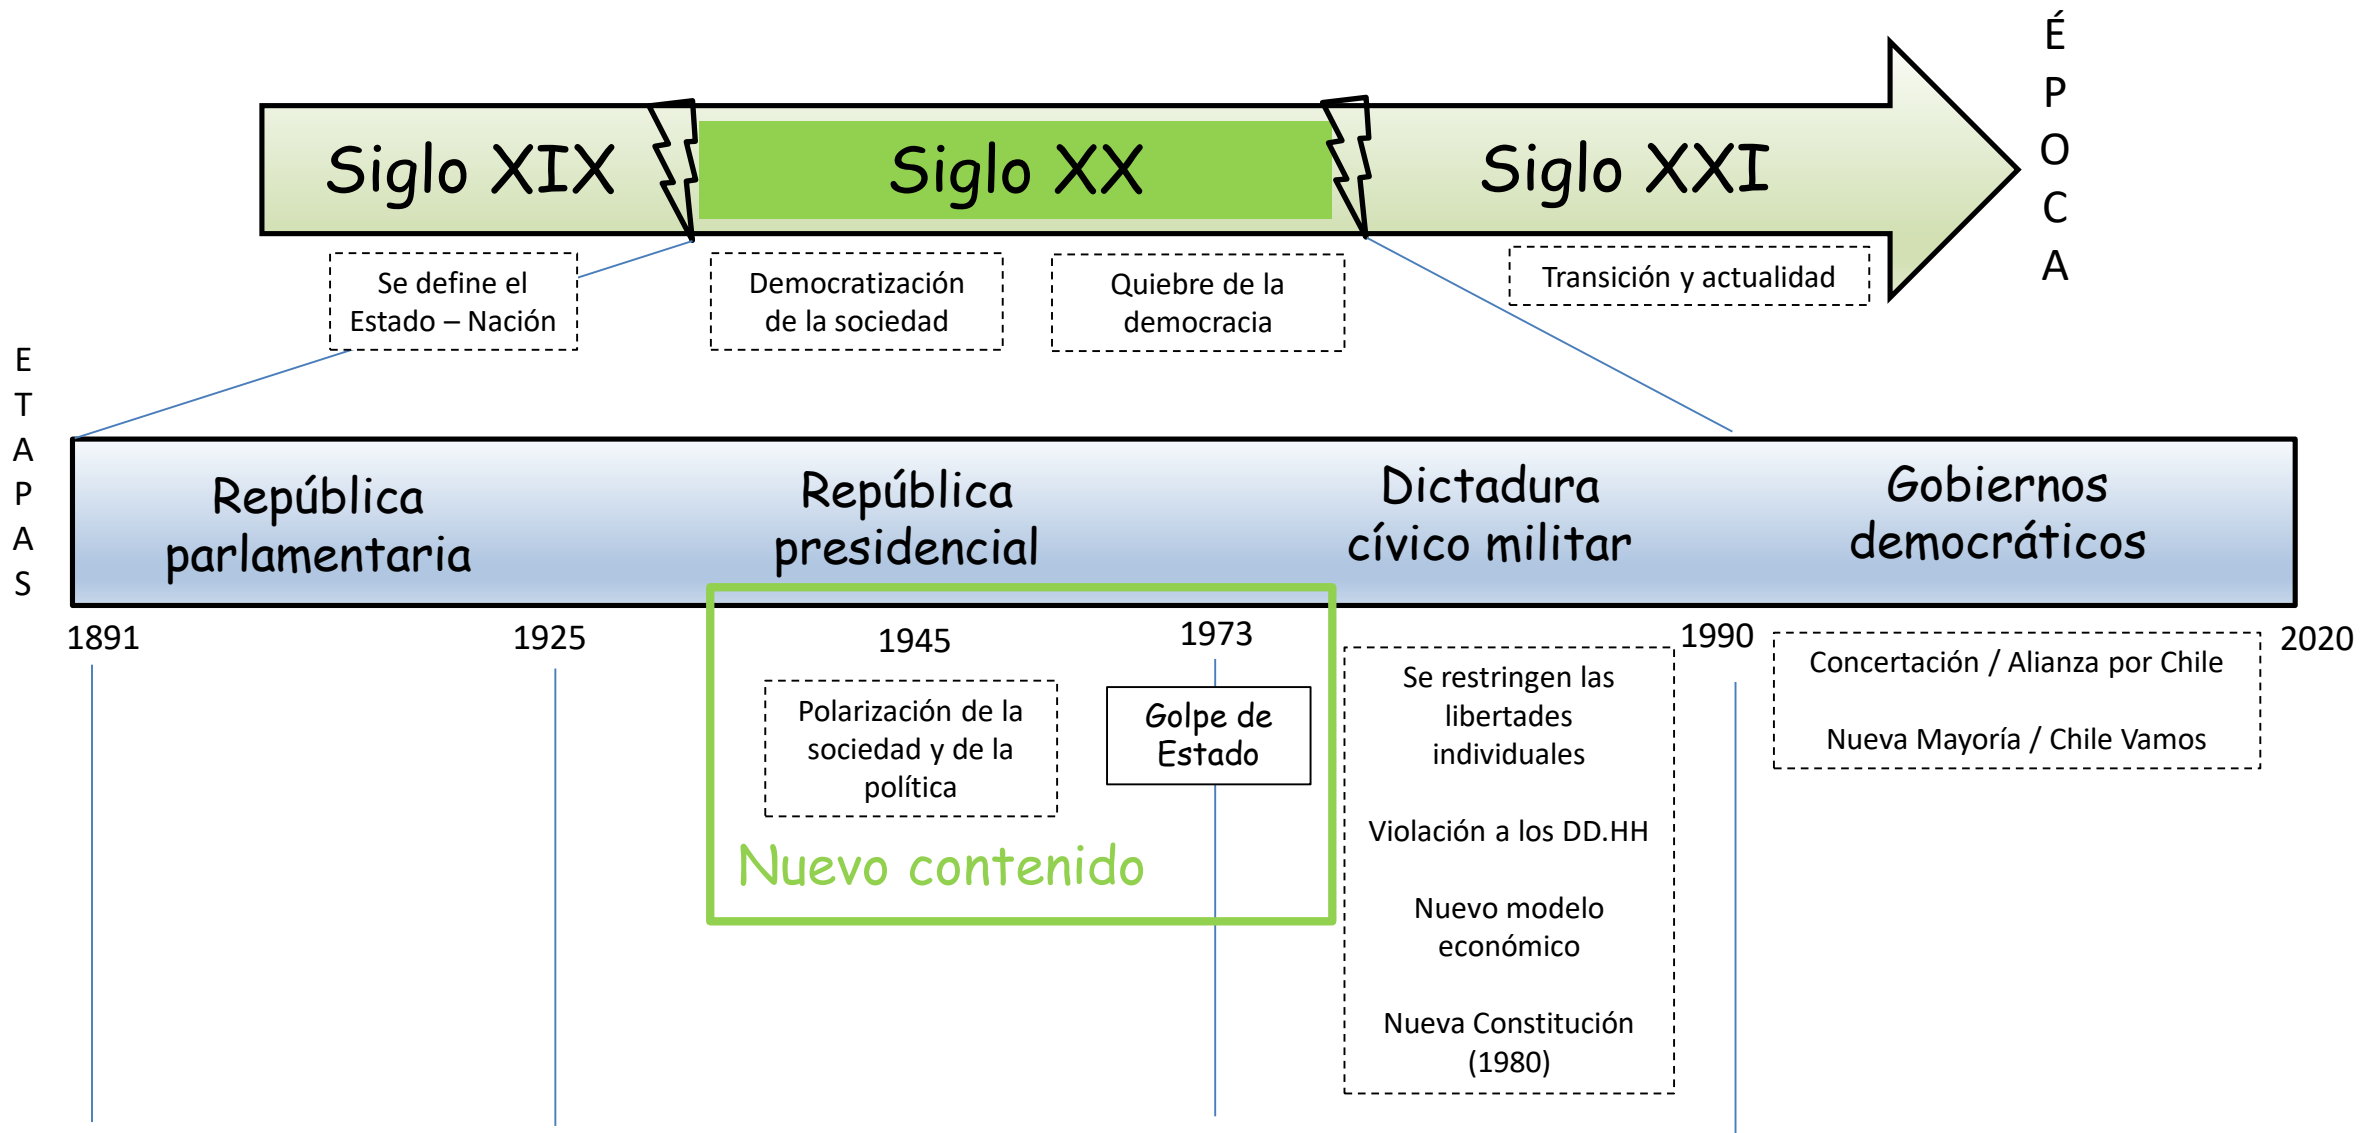 ÉPOCA
Siglo XIX
Siglo XX
Siglo XXI
Se define el
Estado – Nación
Democratización
de la sociedad
Quiebre de la
democracia
Transición y actualidad
ETAPAS
República
parlamentaria
República
presidencial
Dictadura
cívico militar
Gobiernos
democráticos
1891
1925
1945
1973
1990
2020
Polarización de la
sociedad y de la
política
Golpe de
Estado
Nuevo contenido
Se restringen las
libertades
individuales
Violación a los DD.HH
Nuevo modelo
económico
Nueva Constitución
(1980)
Concertación / Alianza por Chile
Nueva Mayoría / Chile Vamos